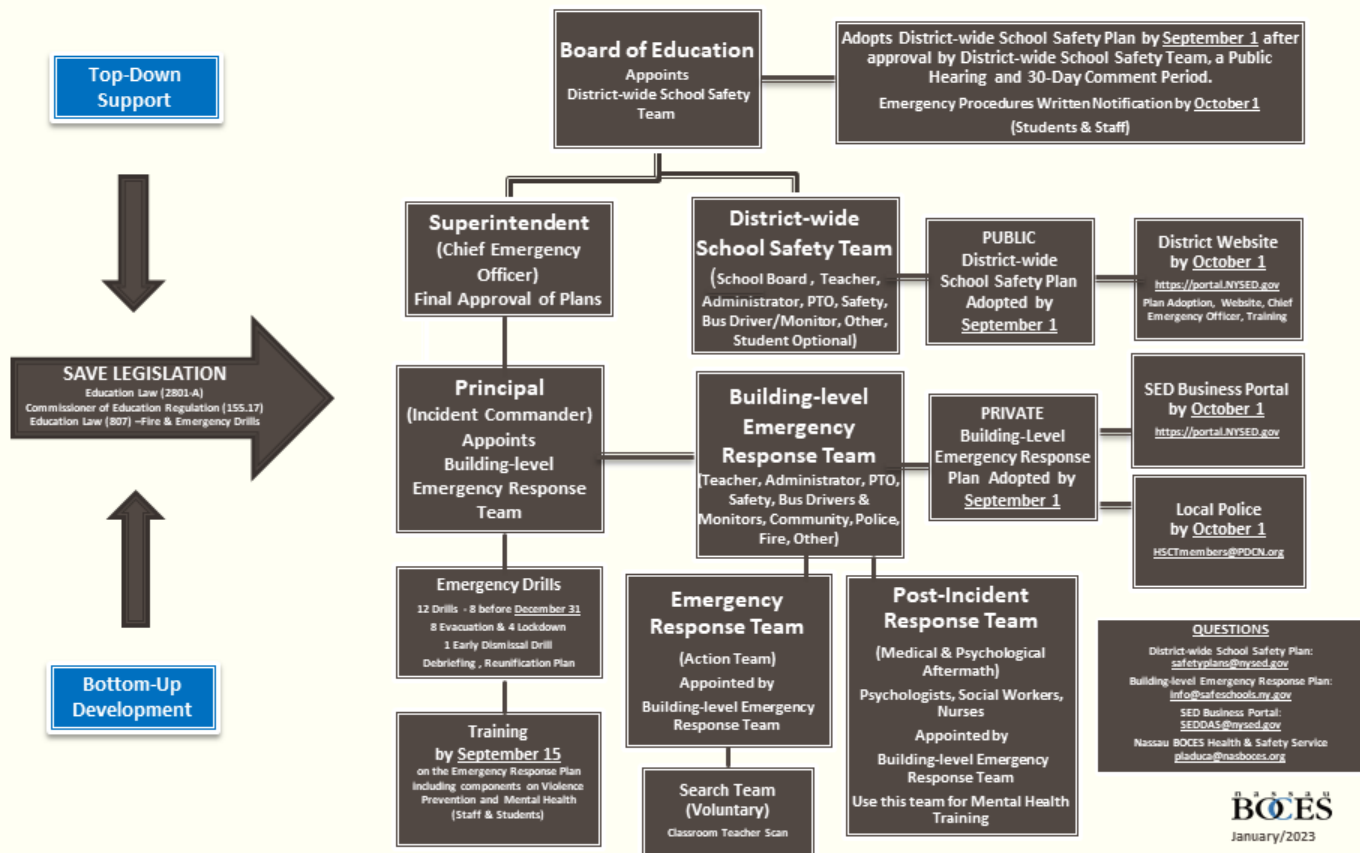 Top-Down
Support
Board of Education
Appoints
District-wide School Safety
Team
Adopts District-wide School Safety Plan by September 1 after
approval by District-wide School Safety Team, a Public
Hearing and 30-Day Comment Period.
Emergency Procedures Written Notification by October 1
(Students & Staff)
Superintendent
(Chief Emergency
Officer)
Final Approval of Plans
District-wide
School Safety Team
(School Board , Teacher,
Administrator, PTO, Safety,
Bus Driver/Monitor, Other,
Student Optional)
PUBLIC
District-wide
School Safety Plan
Adopted by
September 1
District Website
by October 1
https://portal.NYSED.gov
Plan Adoption, Website, Chief
Emergency Officer, Training
SAVE LEGISLATION
Education Law (2801-A)
Commissioner of Education Regulation (155.17)
Education Law (807) –Fire & Emergency Drills
Principal
(Incident Commander)
Appoints
Building-level
Emergency Response
Team
Building-level
Emergency
Response Team
(Teacher, Administrator, PTO,
Safety, Bus Drivers &
Monitors, Community, Police,
Fire, Other)
PRIVATE
Building-Level
Emergency Response
Plan Adopted by
September 1
SED Business Portal
by October 1
https://portal.NYSED.gov
Local Police
by October 1
HSCTmembers@PDCN.org
Bottom-Up
Development
Emergency Drills
12 Drills - 8 before December 31
8 Evacuation & 4 Lockdown
1 Early Dismissal Drill
Debriefing , Reunification Plan
Training
by September 15
on the Emergency Response Plan
including components on Violence
Prevention and Mental Health
(Staff & Students)
Emergency
Response Team
(Action Team)
Appointed by
Building-level Emergency
Response Team
Search Team
(Voluntary)
Classroom Teacher Scan
Post-Incident
Response Team
(Medical & Psychological
Aftermath)
Psychologists, Social Workers,
Nurses
Appointed by
Building-level Emergency
Response Team
Use this team for Mental Health
Training
QUESTIONS
District-wide School Safety Plan:
safetyplans@nysed.gov
Building-level Emergency Response Plan:
info@safeschools.ny.gov
SED Business Portal:
SEDDAS@nysed.gov
Nassau BOCES Health & Safety Service
pladuca@nasboces.org
nassau
BOCES
January/2023